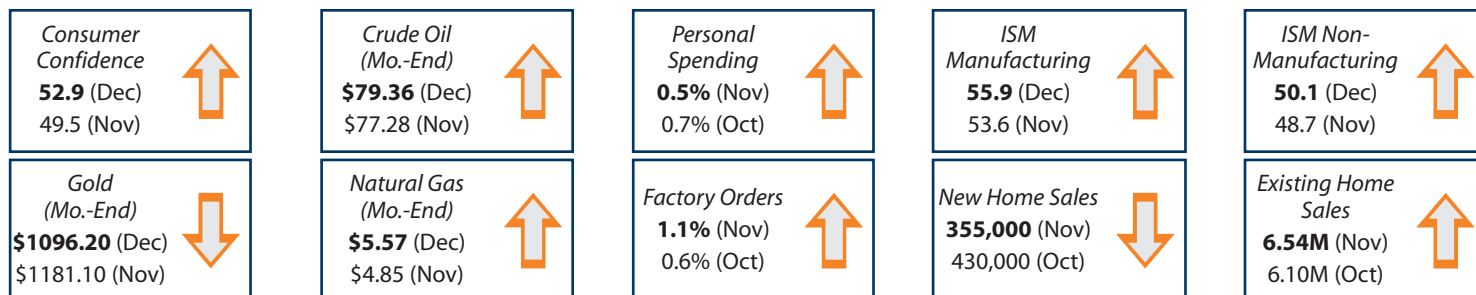 Consumer
Confidence
52.9 (Dec)
49.5 (Nov)
Crude Oil
(Mo.-End)
$79.36 (Dec)
$77.28 (Nov)
Personal
Spending
0.5% (Nov)
0.7% (Oct)
ISM
Manufacturing
55.9 (Dec)
53.6 (Nov)
ISM Non-
Manufacturing
50.1 (Dec)
48.7 (Nov)
Gold
(Mo.-End)
$1096.20 (Dec)
$1181.10 (Nov)
Natural Gas
(Mo.-End)
$5.57 (Dec)
$4.85 (Nov)
Factory Orders
1.1% (Nov)
0.6% (Oct)
New Home Sales
355,000 (Nov)
430,000 (Oct)
Existing Home
Sales
6.54M (Nov)
6.10M (Oct)